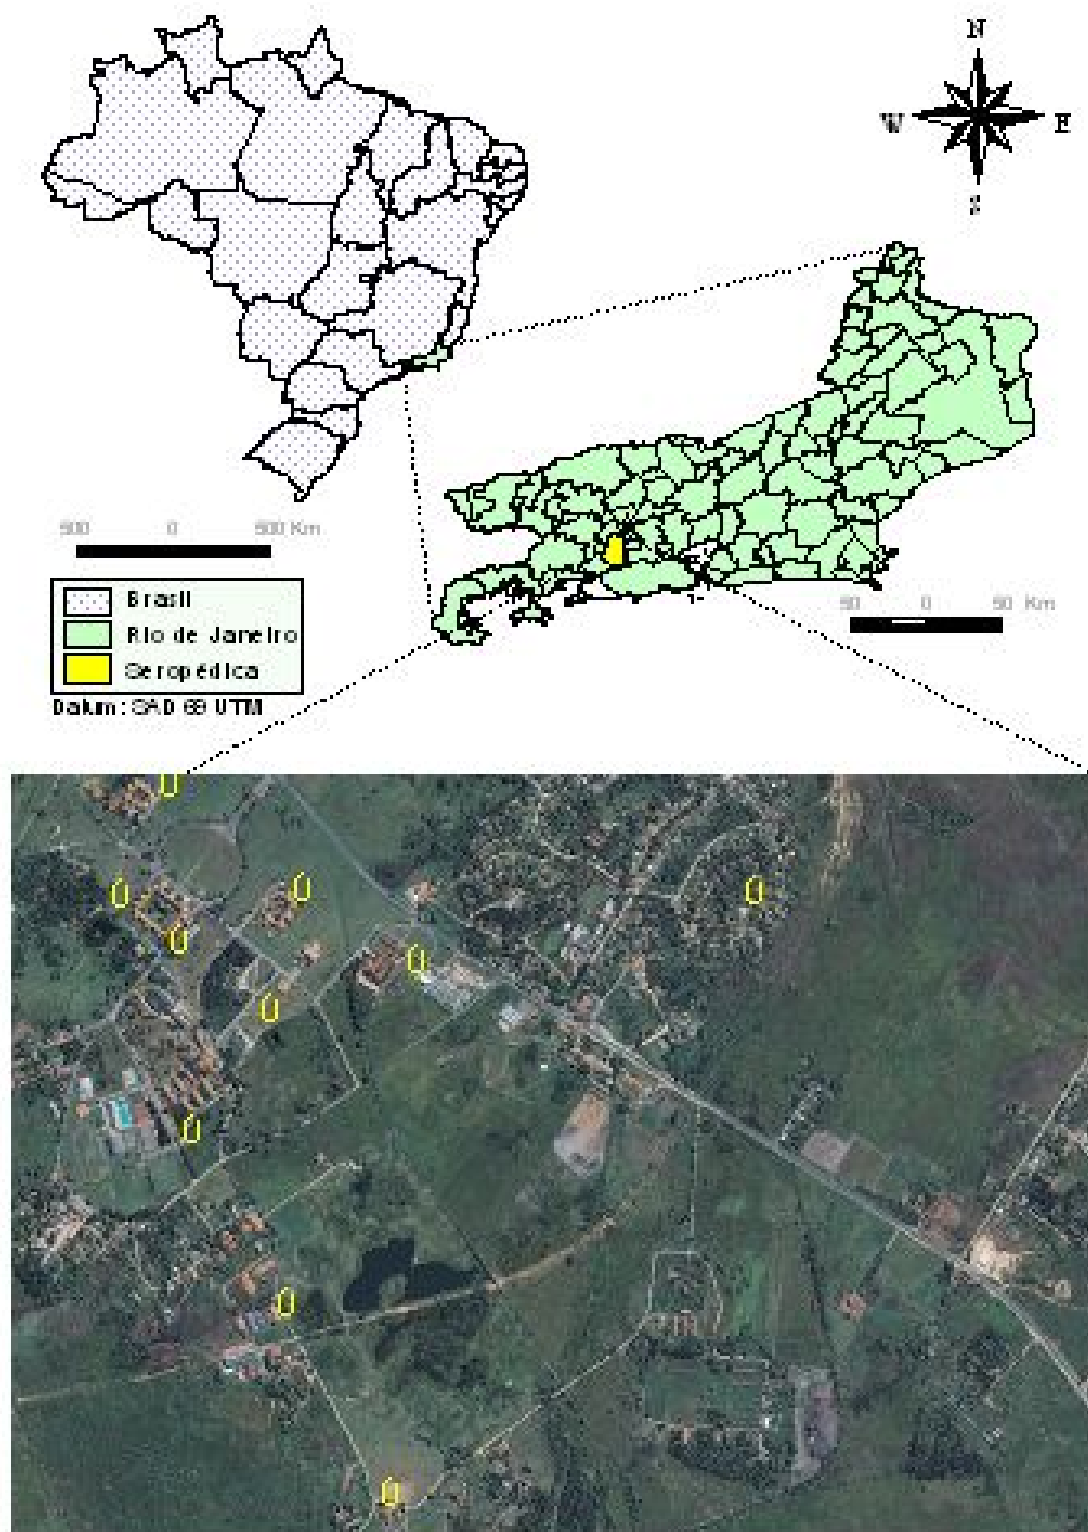 N
W E
S
500 0 500 Km
50 0 50 Km
Brasil
Rio de Janeiro
Seropédica
Datum: SAD 69 UTM
Ú
Ú
Ú
Ú
Ú
Ú
Ú
Ú
Ú
Ú